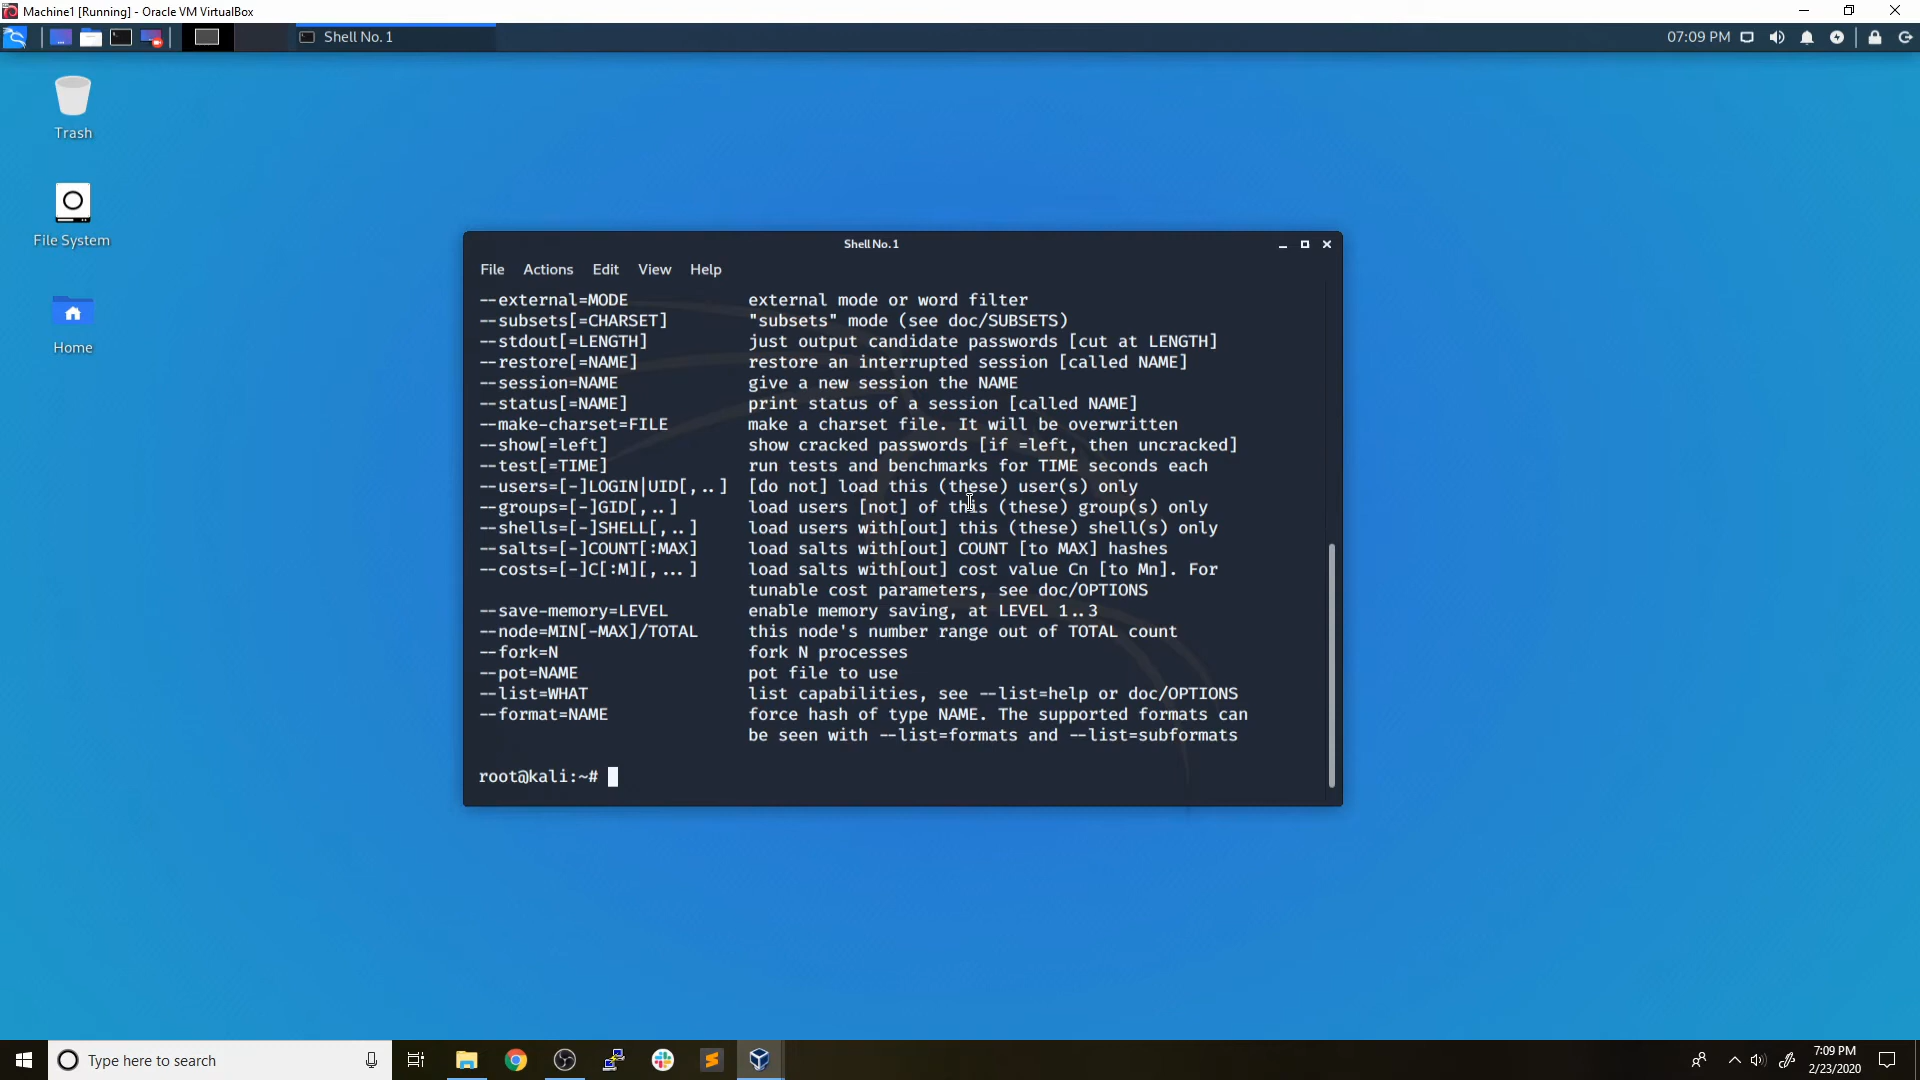 Machine1 [Running] - Oracle VM VirtualBox
Shell No. 1
07:09 PM
Trash
File System
Home
Shell No. 1
File Actions Edit View Help
--external=MODE external mode or word filter
--subsets[=CHARSET] "subsets" mode (see doc/SUBSETS)
--stdout[=LENGTH] just output candidate passwords [cut at LENGTH]
--restore[=NAME] restore an interrupted session [called NAME]
--session=NAME give a new session the NAME
--status[=NAME] print status of a session [called NAME]
--make-charset=FILE make a charset file. It will be overwritten
--show[=left] show cracked passwords [if =left, then uncracked]
--test[=TIME] run tests and benchmarks for TIME seconds each
--users=[-]LOGIN|UID[,..] [do not] load this (these) user(s) only
--groups=[-]GID[,..] load users [not] of this (these) group(s) only
--shells=[-]SHELL[,..] load users with[out] this (these) shell(s) only
--salts=[-]COUNT[:MAX] load salts with[out] COUNT [to MAX] hashes
--costs=[-]C[:M][,...] load salts with[out] cost value Cn [to Mn]. For
tunable cost parameters, see doc/OPTIONS
--save-memory=LEVEL enable memory saving, at LEVEL 1..3
--node=MIN[-MAX]/TOTAL this node's number range out of TOTAL count
--fork=N fork N processes
--pot=NAME pot file to use
--list=WHAT list capabilities, see --list=help or doc/OPTIONS
--format=NAME force hash of type NAME. The supported formats can
be seen with --list=formats and --list=subformats
root@kali:~#
Type here to search
7:09 PM
2/23/2020